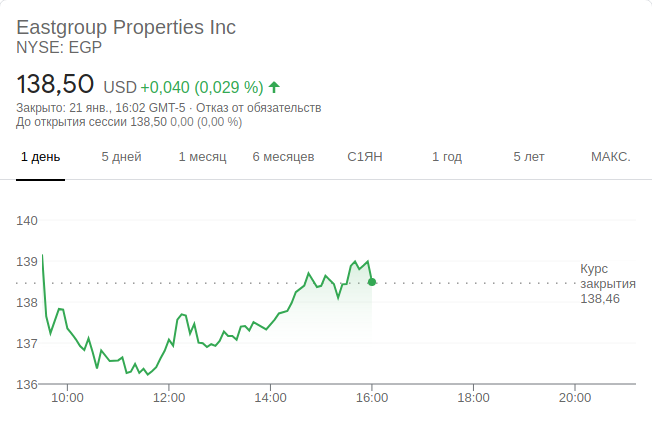 Eastgroup Properties Inc
NYSE: EGP
138,50 USD +0,040 (0,029 %)
Закрыто: 21 янв., 16:02 GMT-5 · Отказ от обязательств
До открытия сессии 138,50 0,00 (0,00 %)
1 день 5 дней 1 месяц 6 месяцев С1ЯН 1 год 5 лет МАКС.
140
139
Курс
закрытия
138,46
138
137
136
10:00 12:00 14:00 16:00 18:00 20:00